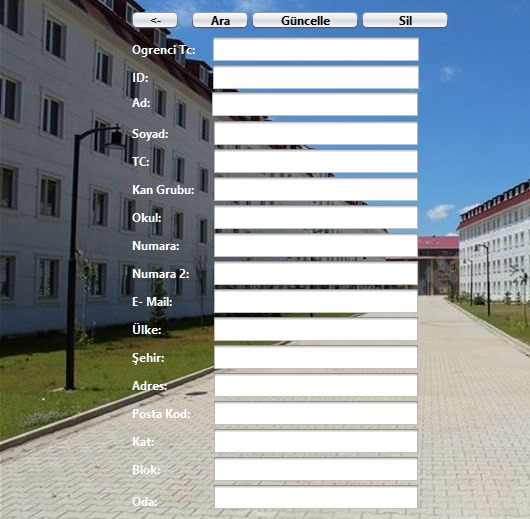 <- Ara Güncelle Sil
Ogrenci Tc:
ID:
Ad:
Soyad:
TC:
Kan Grubu:
Okul:
Numara:
Numara 2:
E- Mail:
Ülke:
Şehir:
Adres:
Posta Kod:
Kat:
Blok:
Oda: